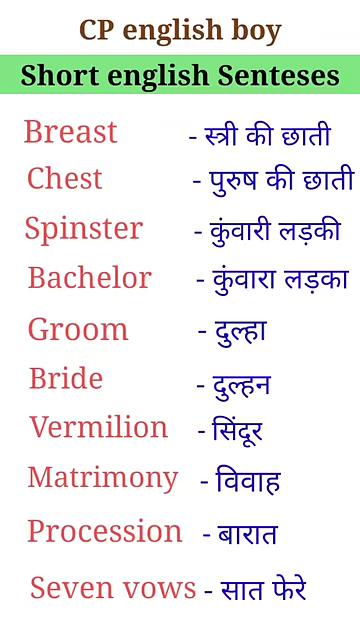 CP english boy
Short english Senteses
Breast - स्त्री की छाती
Chest - पुरुष की छाती
Spinster - कुंवारी लड़की
Bachelor - कुंवारा लड़का
Groom - दुल्हा
Bride - दुल्हन
Vermilion - सिंदूर
Matrimony - विवाह
Procession - बारात
Seven vows - सात फेरे